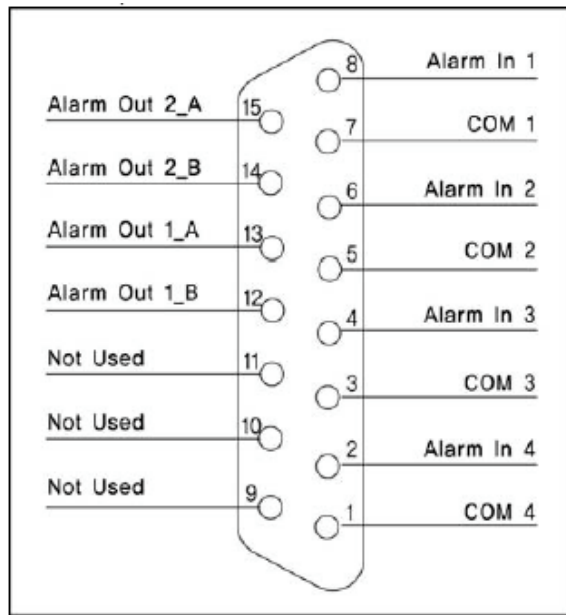 8 Alarm In 1
Alarm Out 2_A 15
7 COM 1
Alarm Out 2_B 14
6 Alarm In 2
Alarm Out 1_A 13
5 COM 2
Alarm Out 1_B 12
4 Alarm In 3
Not Used 11
3 COM 3
Not Used 10
2 Alarm In 4
Not Used 9
1 COM 4